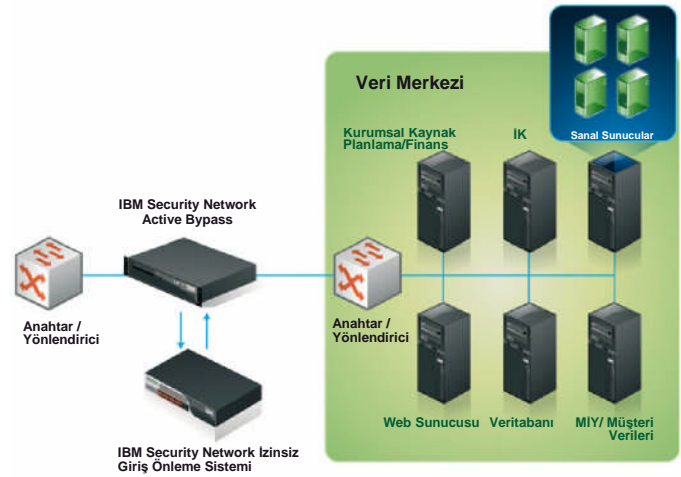 Veri Merkezi
Sanal Sunucular
Kurumsal Kaynak
Planlama/Finans
İK
IBM Security Network
Active Bypass
Anahtar /
Yönlendirici
Anahtar /
Yönlendirici
Web Sunucusu
Veritabanı
MİY/ Müşteri
Verileri
IBM Security Network İzinsiz
Giriş Önleme Sistemi